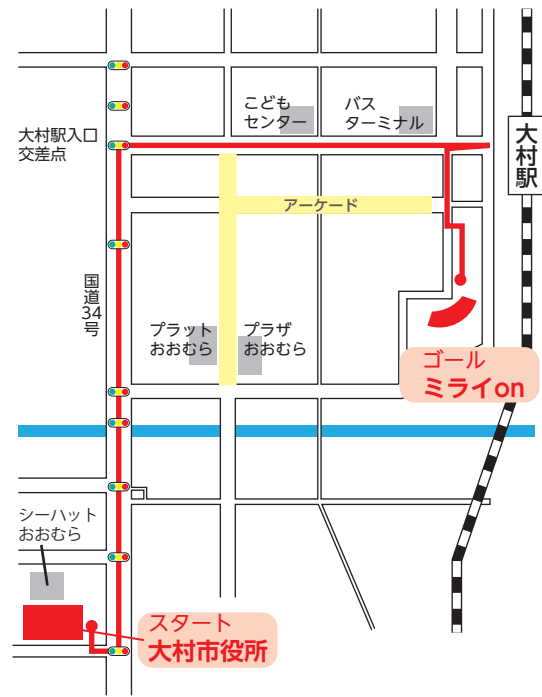 こども
センター
バス
ターミナル
大村駅入口
交差点
大村駅
アーケード
国道34号
プラット
おおむら
プラザ
おおむら
ゴール
ミライon
シーハット
おおむら
スタート
大村市役所